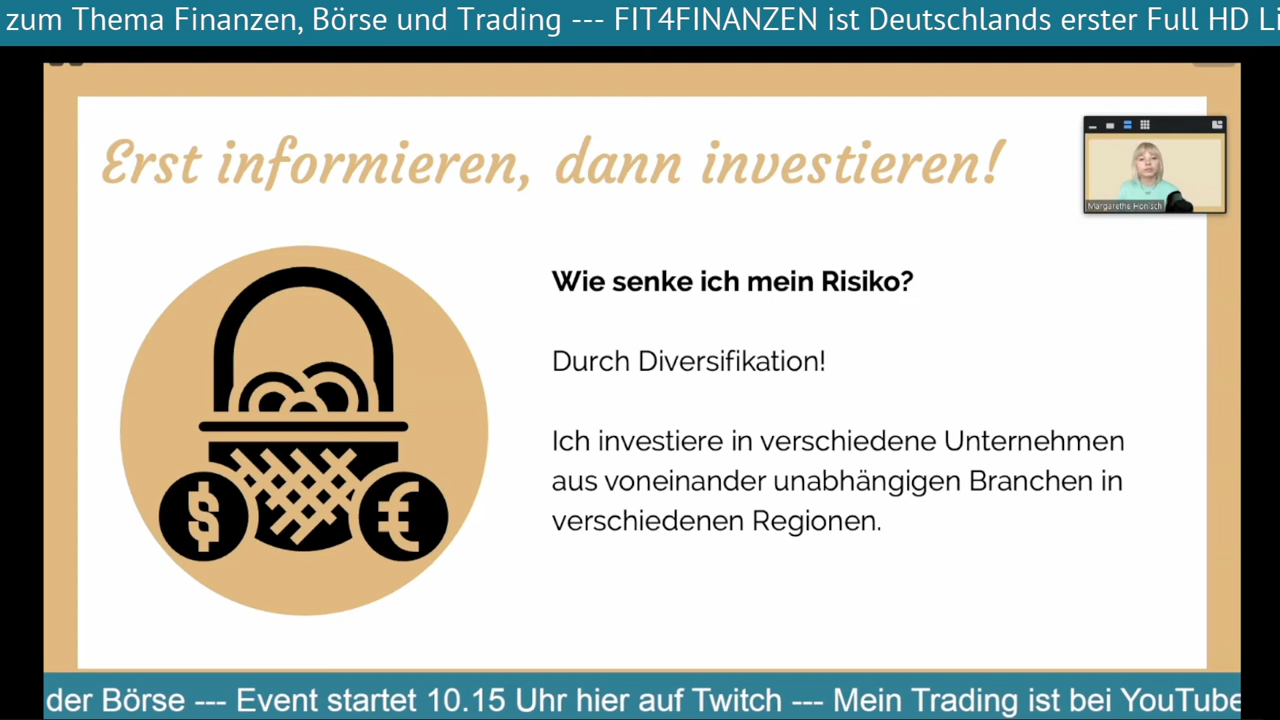 zum Thema Finanzen, Börse und Trading --- FIT4FINANZEN ist Deutschlands erster Full HD Li
Erst informieren, dann investieren!
Margarethe Honisch
Wie senke ich mein Risiko?
Durch Diversifikation!
Ich investiere in verschiedene Unternehmen
aus voneinander unabhängigen Branchen in
verschiedenen Regionen.
$ €
der Börse --- Event startet 10.15 Uhr hier auf Twitch --- Mein Trading ist bei YouTube